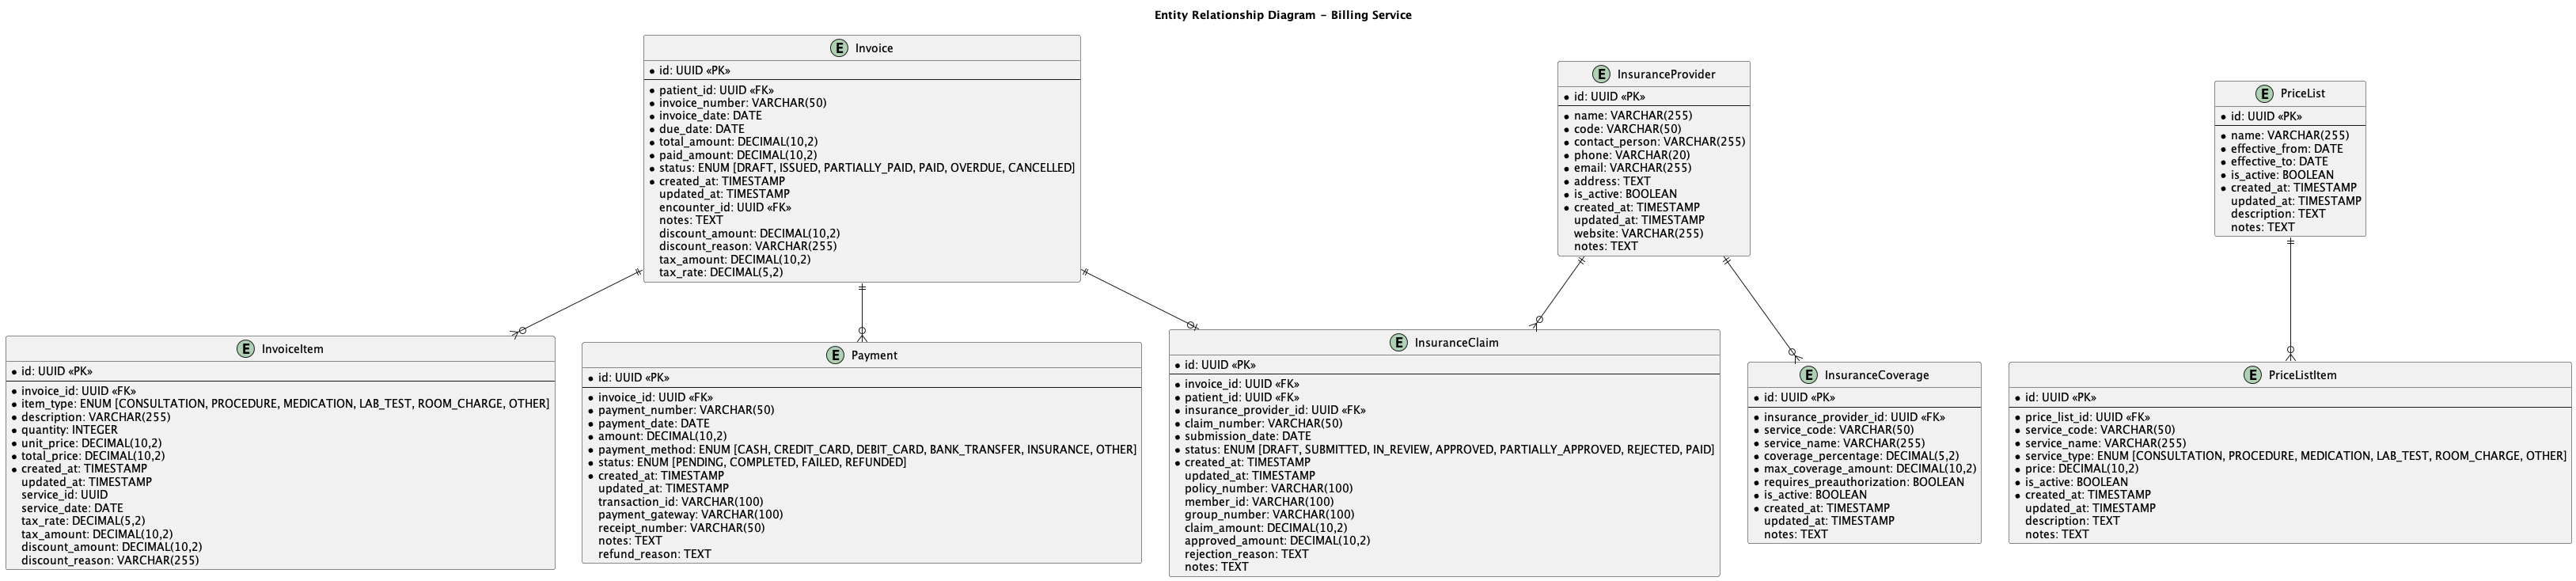 Entity Relationship Diagram - Billing Service
E Invoice
id: UUID «PK»
patient_id: UUID «FK»
invoice_number: VARCHAR(50)
invoice_date: DATE
due_date: DATE
total_amount: DECIMAL(10,2)
paid_amount: DECIMAL(10,2)
status: ENUM [DRAFT, ISSUED, PARTIALLY_PAID, PAID, OVERDUE, CANCELLED]
created_at: TIMESTAMP
updated_at: TIMESTAMP
encounter_id: UUID «FK»
notes: TEXT
discount_amount: DECIMAL(10,2)
discount_reason: VARCHAR(255)
tax_amount: DECIMAL(10,2)
tax_rate: DECIMAL(5,2)
E InsuranceProvider
id: UUID «PK»
name: VARCHAR(255)
code: VARCHAR(50)
contact_person: VARCHAR(255)
phone: VARCHAR(20)
email: VARCHAR(255)
address: TEXT
is_active: BOOLEAN
created_at: TIMESTAMP
updated_at: TIMESTAMP
website: VARCHAR(255)
notes: TEXT
E PriceList
id: UUID «PK»
name: VARCHAR(255)
effective_from: DATE
effective_to: DATE
is_active: BOOLEAN
created_at: TIMESTAMP
updated_at: TIMESTAMP
description: TEXT
notes: TEXT
E InvoiceItem
id: UUID «PK»
invoice_id: UUID «FK»
item_type: ENUM [CONSULTATION, PROCEDURE, MEDICATION, LAB_TEST, ROOM_CHARGE, OTHER]
description: VARCHAR(255)
quantity: INTEGER
unit_price: DECIMAL(10,2)
total_price: DECIMAL(10,2)
created_at: TIMESTAMP
updated_at: TIMESTAMP
service_id: UUID
service_date: DATE
tax_rate: DECIMAL(5,2)
tax_amount: DECIMAL(10,2)
discount_amount: DECIMAL(10,2)
discount_reason: VARCHAR(255)
E Payment
id: UUID «PK»
invoice_id: UUID «FK»
payment_number: VARCHAR(50)
payment_date: DATE
amount: DECIMAL(10,2)
payment_method: ENUM [CASH, CREDIT_CARD, DEBIT_CARD, BANK_TRANSFER, INSURANCE, OTHER]
status: ENUM [PENDING, COMPLETED, FAILED, REFUNDED]
created_at: TIMESTAMP
updated_at: TIMESTAMP
transaction_id: VARCHAR(100)
payment_gateway: VARCHAR(100)
receipt_number: VARCHAR(50)
notes: TEXT
refund_reason: TEXT
E InsuranceClaim
id: UUID «PK»
invoice_id: UUID «FK»
patient_id: UUID «FK»
insurance_provider_id: UUID «FK»
claim_number: VARCHAR(50)
submission_date: DATE
status: ENUM [DRAFT, SUBMITTED, IN_REVIEW, APPROVED, PARTIALLY_APPROVED, REJECTED, PAID]
created_at: TIMESTAMP
updated_at: TIMESTAMP
policy_number: VARCHAR(100)
member_id: VARCHAR(100)
group_number: VARCHAR(100)
claim_amount: DECIMAL(10,2)
approved_amount: DECIMAL(10,2)
rejection_reason: TEXT
notes: TEXT
E InsuranceCoverage
id: UUID «PK»
insurance_provider_id: UUID «FK»
service_code: VARCHAR(50)
service_name: VARCHAR(255)
coverage_percentage: DECIMAL(5,2)
max_coverage_amount: DECIMAL(10,2)
requires_preauthorization: BOOLEAN
is_active: BOOLEAN
created_at: TIMESTAMP
updated_at: TIMESTAMP
notes: TEXT
E PriceListItem
id: UUID «PK»
price_list_id: UUID «FK»
service_code: VARCHAR(50)
service_name: VARCHAR(255)
service_type: ENUM [CONSULTATION, PROCEDURE, MEDICATION, LAB_TEST, ROOM_CHARGE, OTHER]
price: DECIMAL(10,2)
is_active: BOOLEAN
created_at: TIMESTAMP
updated_at: TIMESTAMP
description: TEXT
notes: TEXT